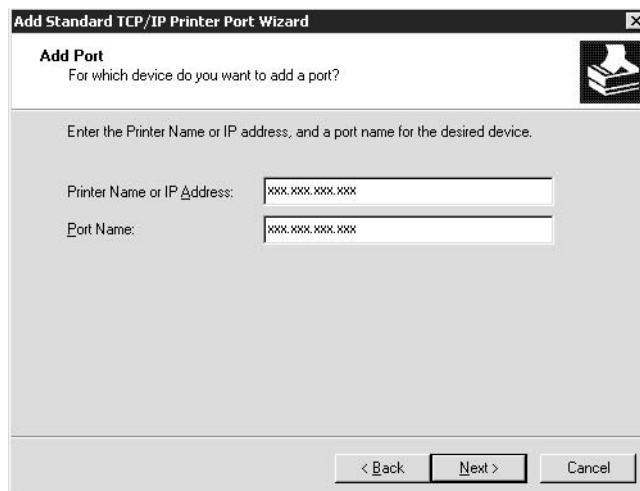 Add Standard TCP/IP Printer Port Wizard
Add Port
For which device do you want to add a port?
Enter the Printer Name or IP address, and a port name for the desired device.
Printer Name or IP Address: xxx.xxx.xxx.xxx
Port Name: xxx.xxx.xxx.xxx
< Back Next > Cancel